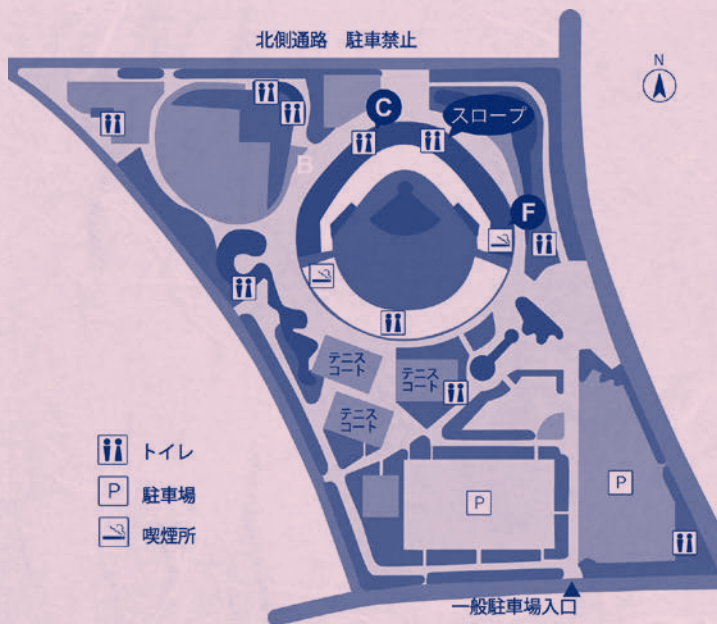 北側通路 駐車禁止
N
C
スロープ
B
F
テニス
コート
テニス
コート
テニス
コート
トイレ
P
駐車場
喫煙所
P
P
一般駐車場入口